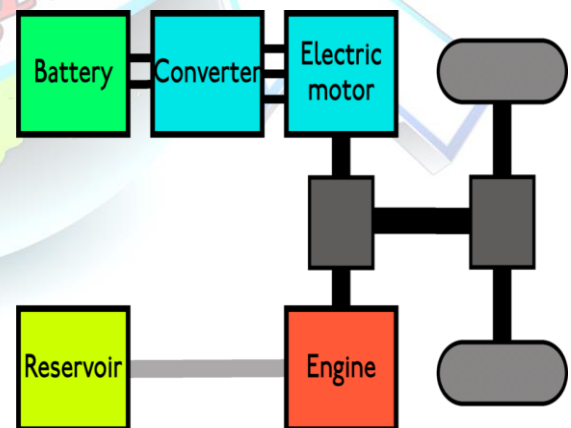 Battery
Converter
Electric
motor
Reservoir
Engine